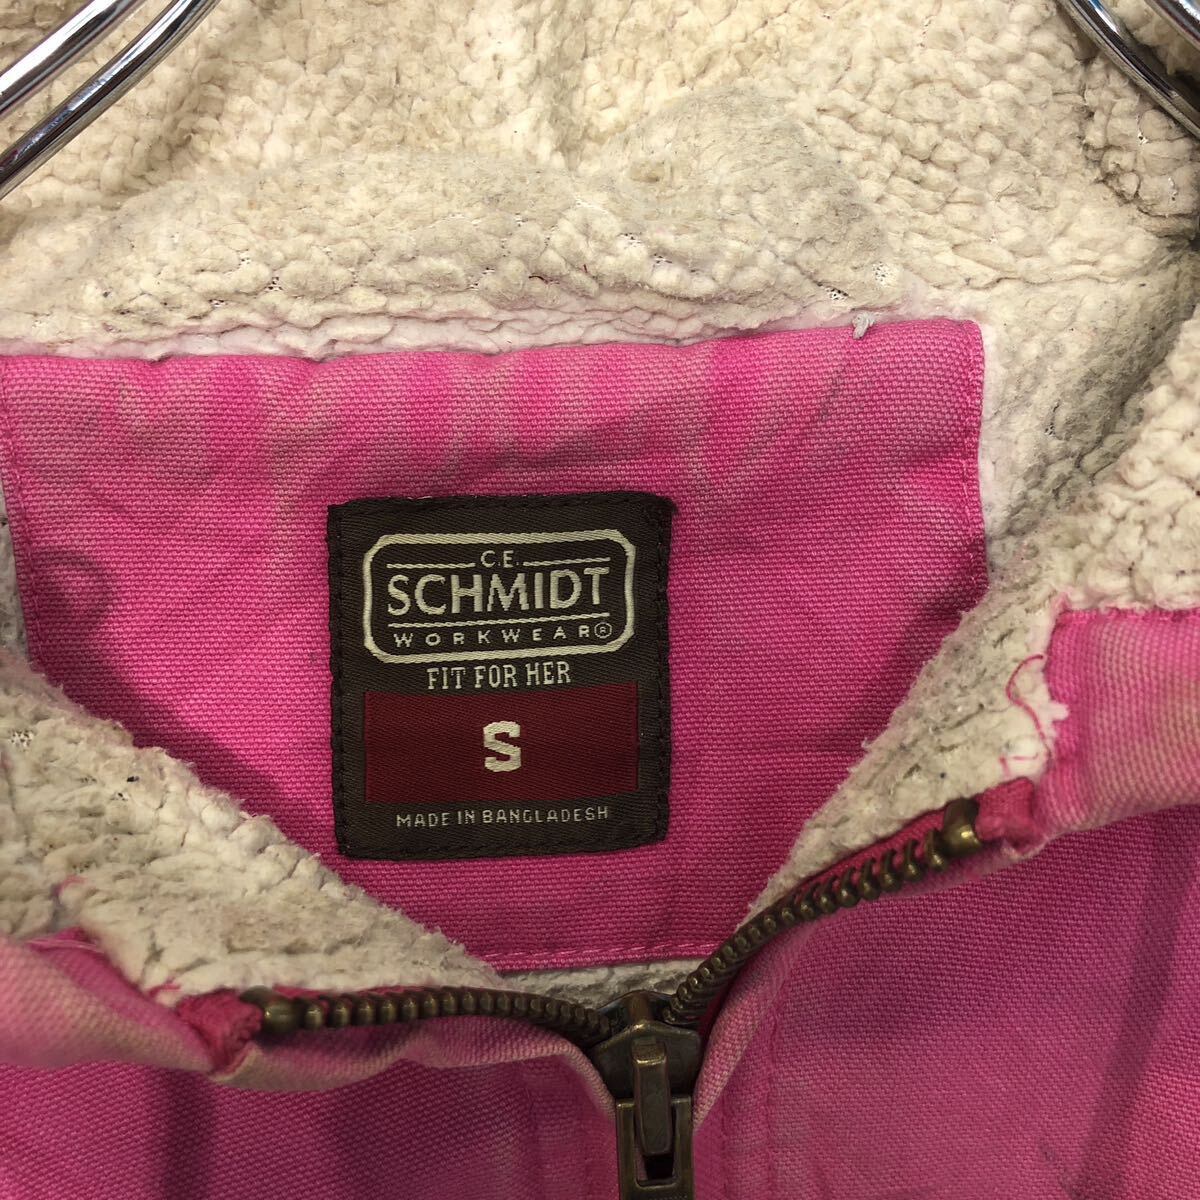 C.E.
SCHMIDT
WORKWEAR®
FIT FOR HER
S
MADE IN BANGLADESH